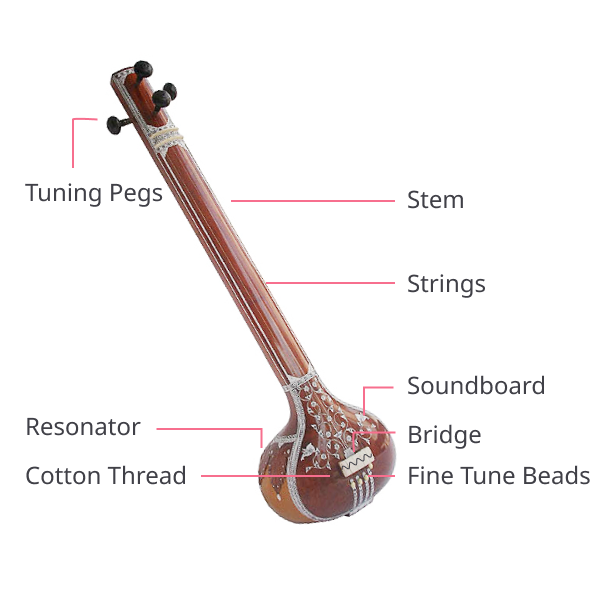 Tuning Pegs
Stem
Strings
Soundboard
Resonator
Bridge
Cotton Thread
Fine Tune Beads